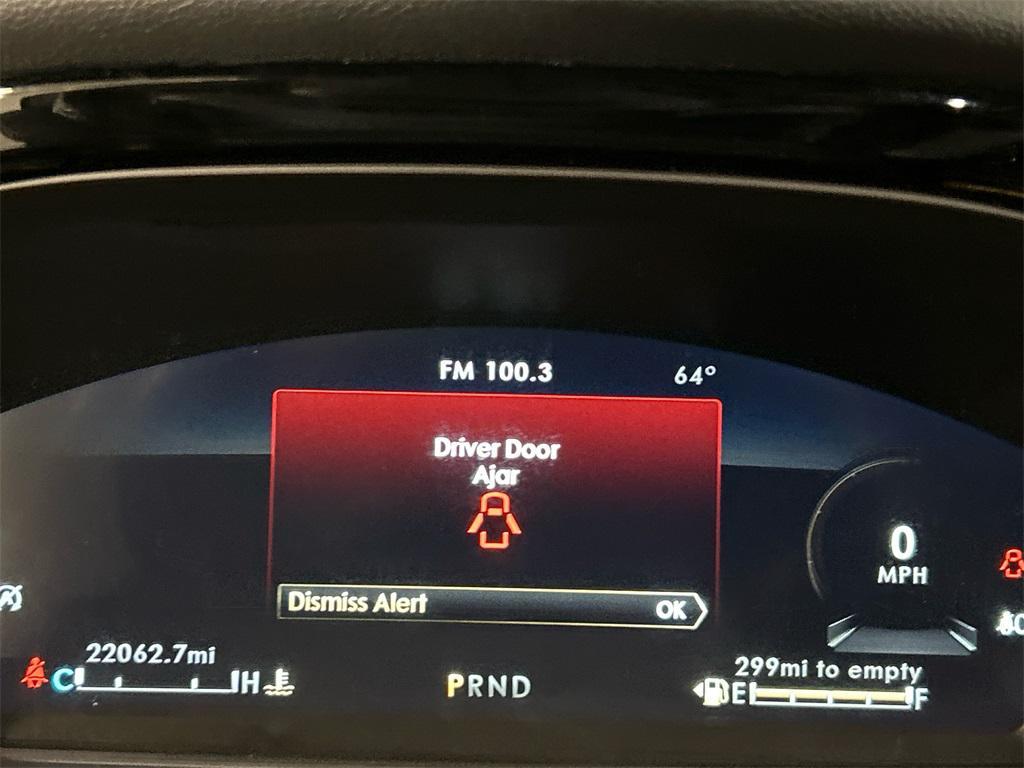 FM 100.3
64°
Driver Door
Ajar
Dismiss Alert OK
0
MPH
22062.7mi
C H
PRND
299mi to empty
E F